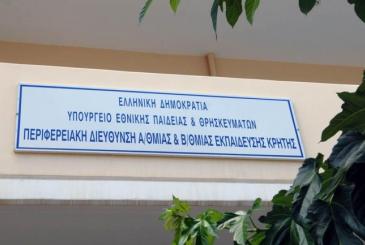 ΕΛΛΗΝΙΚΗ ΔΗΜΟΚΡΑΤΙΑ
ΥΠΟΥΡΓΕΙΟ ΕΘΝΙΚΗΣ ΠΑΙΔΕΙΑΣ & ΘΡΗΣΚΕΥΜΑΤΩΝ
ΠΕΡΙΦΕΡΕΙΑΚΗ ΔΙΕΥΘΥΝΣΗ Α/ΘΜΙΑΣ & Β/ΘΜΙΑΣ ΕΚΠΑΙΔΕΥΣΗΣ ΚΡΗΤΗΣ